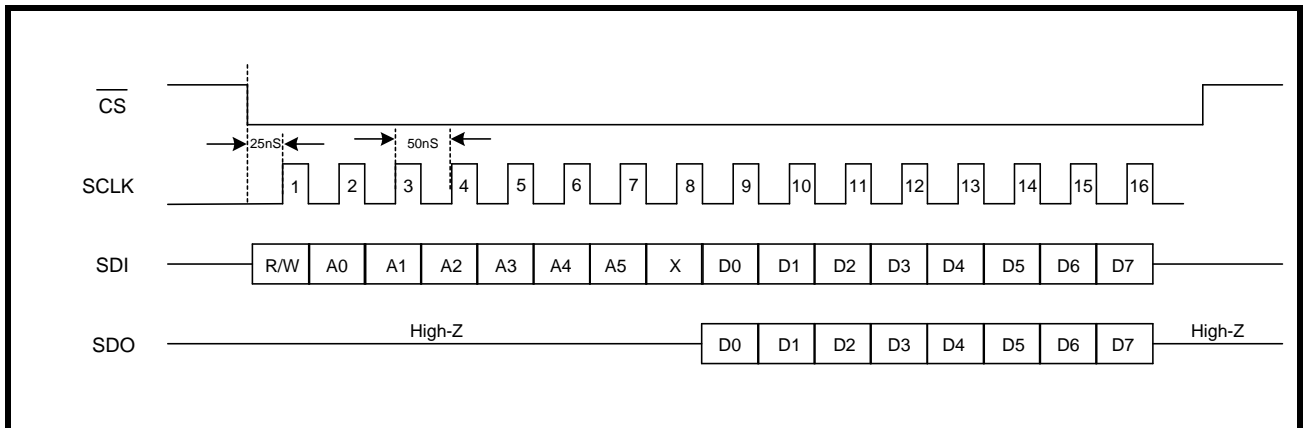 CS
25nS 50nS
SCLK 1 2 3 4 5 6 7 8 9 10 11 12 13 14 15 16
SDI R/W A0 A1 A2 A3 A4 A5 X D0 D1 D2 D3 D4 D5 D6 D7
High-Z High-Z
SDO D0 D1 D2 D3 D4 D5 D6 D7